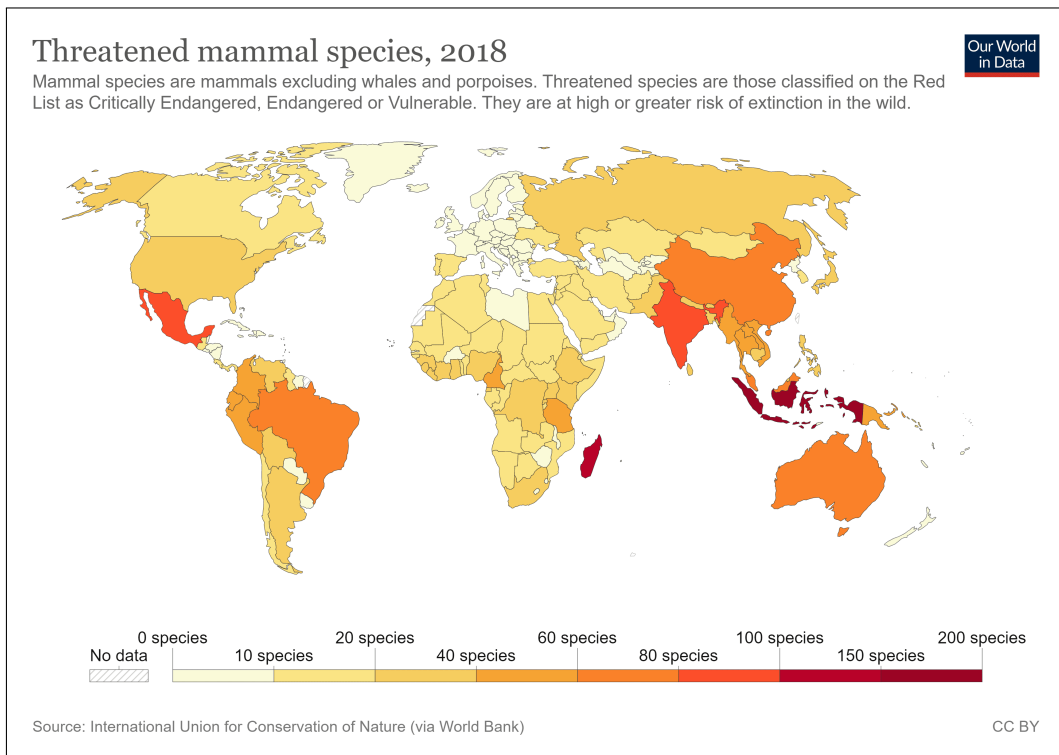 Threatened mammal species, 2018
Our World
in Data
Mammal species are mammals excluding whales and porpoises. Threatened species are those classified on the Red
List as Critically Endangered, Endangered or Vulnerable. They are at high or greater risk of extinction in the wild.
0 species 20 species 60 species 100 species 200 species
No data 10 species 40 species 80 species 150 species
Source: International Union for Conservation of Nature (via World Bank) CC BY